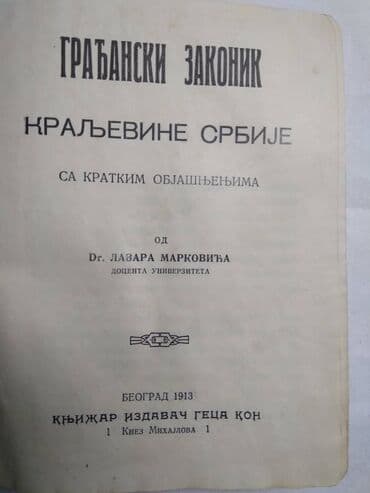 ГРАЂАНСКИ ЗАКОНИК
КРАЉЕВИНЕ СРБИЈЕ
СА КРАТКИМ ОБЈАШЊЕЊИМА
ОД
Dr. ЛАЗАРА МАРКОВИЋА
ДОЦЕНТА УНИВЕРЗИТЕТА
БЕОГРАД 1913
КЊИЖАР ИЗДАВАЧ ГЕЦА КОН
1 Кнез Михајлова 1